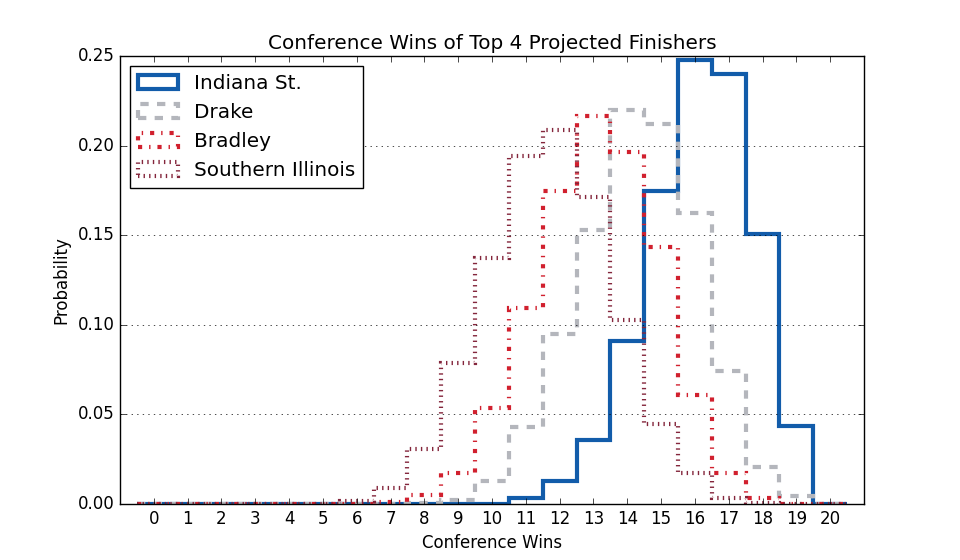 Conference Wins of Top 4 Projected Finishers
Indiana St.
Drake
Bradley
Southern Illinois
0.25
0.20
0.15
0.10
0.05
0.00
Probability
0 1 2 3 4 5 6 7 8 9 10 11 12 13 14 15 16 17 18 19 20
Conference Wins